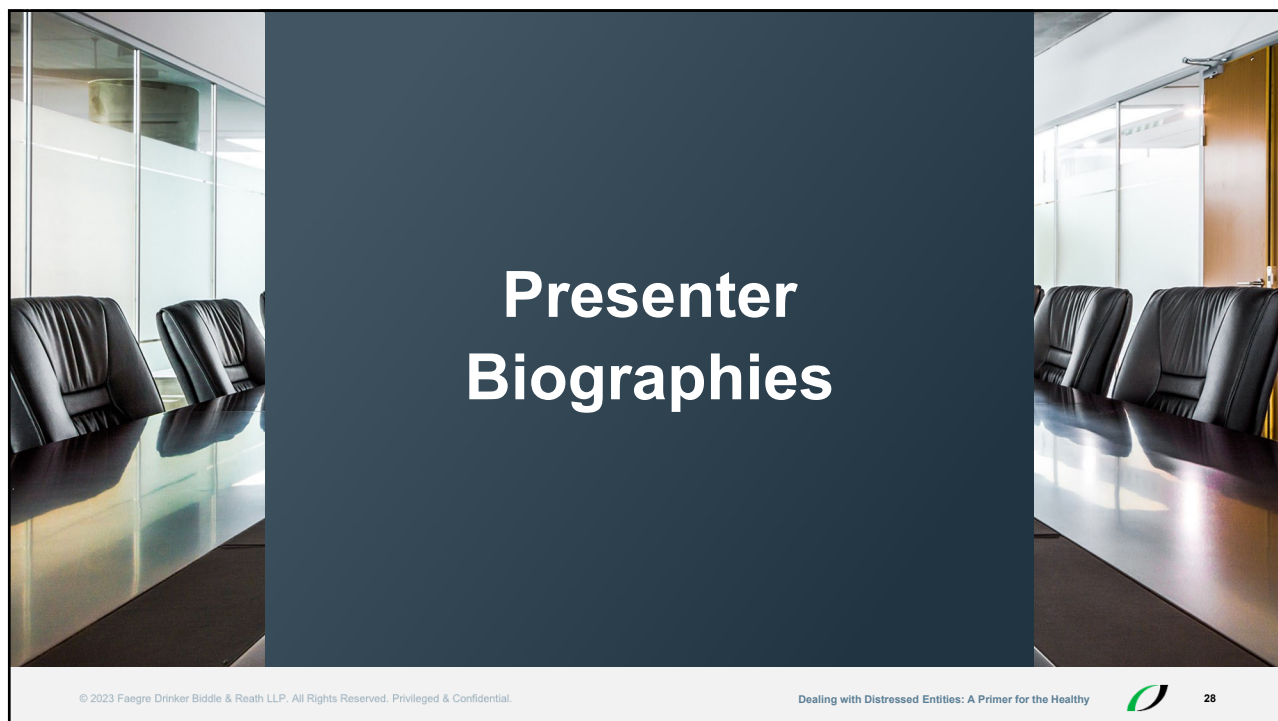 Presenter
Biographies
© 2023 Faegre Drinker Biddle & Reath LLP. All Rights Reserved. Privileged & Confidential.
Dealing with Distressed Entities: A Primer for the Healthy
28